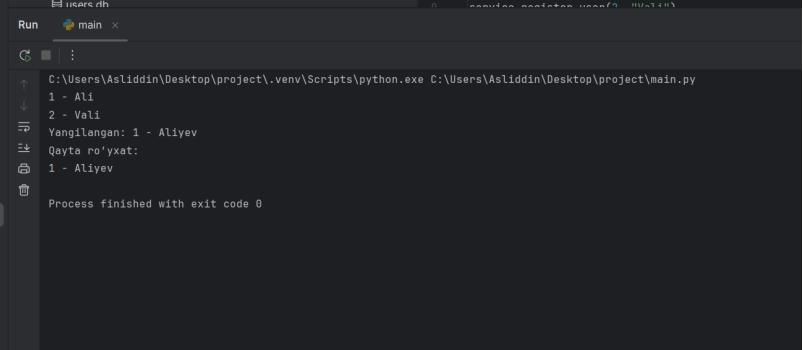 users.db
service.register_user(2, "Vali")
Run
main
C:\Users\Asliddin\Desktop\project\.venv\Scripts\python.exe C:\Users\Asliddin\Desktop\project\main.py
1 - Ali
2 - Vali
Yangilangan: 1 - Aliyev
Qayta ro‘yxat:
1 - Aliyev
Process finished with exit code 0